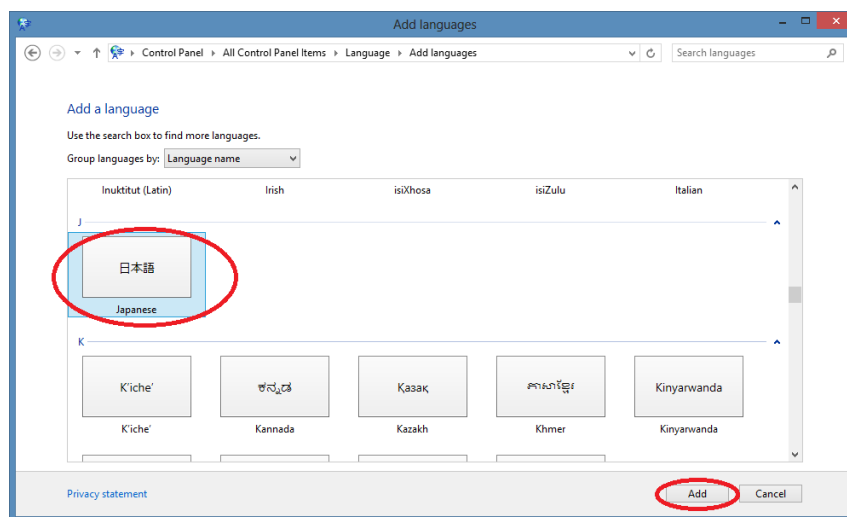 Add languages
Control Panel All Control Panel Items Language Add languages Search languages
Add a language
Use the search box to find more languages.
Group languages by: Language name
Inuktitut (Latin) Irish isiXhosa isiZulu Italian
J
日本語
Japanese
K
K'iche' ಕನ್ನಡ Қазақ ភាសាខ្មែរ Kinyarwanda
K'iche' Kannada Kazakh Khmer Kinyarwanda
Privacy statement Add Cancel